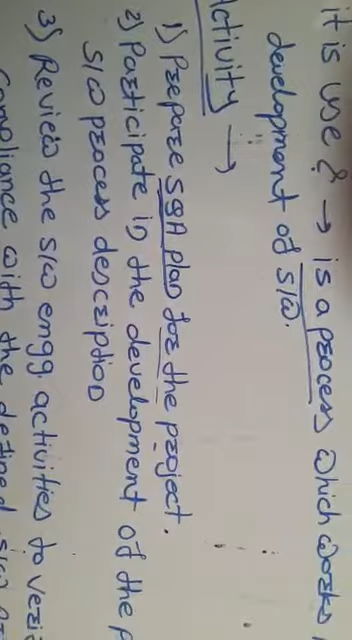 it is use & → is a process which works
development of s/w.
Activity →
1) Prepare SQA plan for the project.
2) Participate in the development of the
s/w process description
3) Review the s/w engg. activities to veri
compliance with the defined s/w